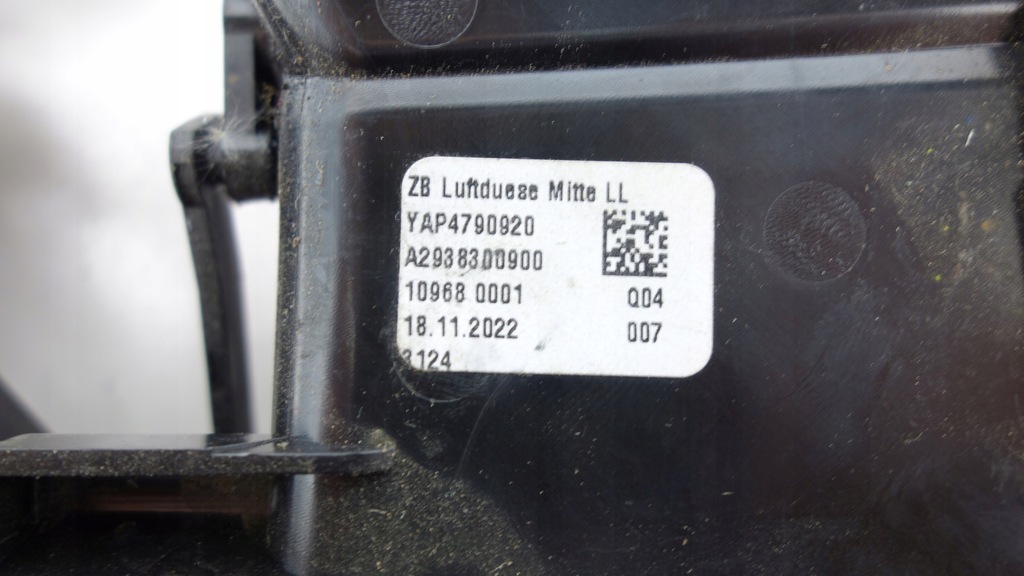 ZB Luftduese Mitte LL
YAP4790920
A2938300900
10968 0001 Q04
18.11.2022 007
3124